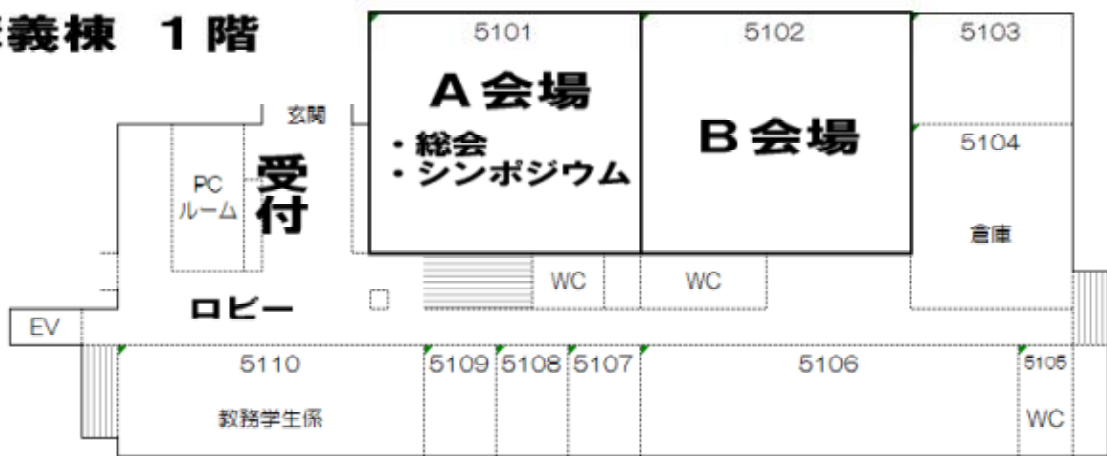 義棟 1階
5101
5102
5103
A会場
・総会
・シンポジウム
B会場
玄関
受付
PC
ルーム
5104
倉庫
WC
WC
ロビー
EV
5110
5109
5108
5107
5106
5105
教務学生係
WC